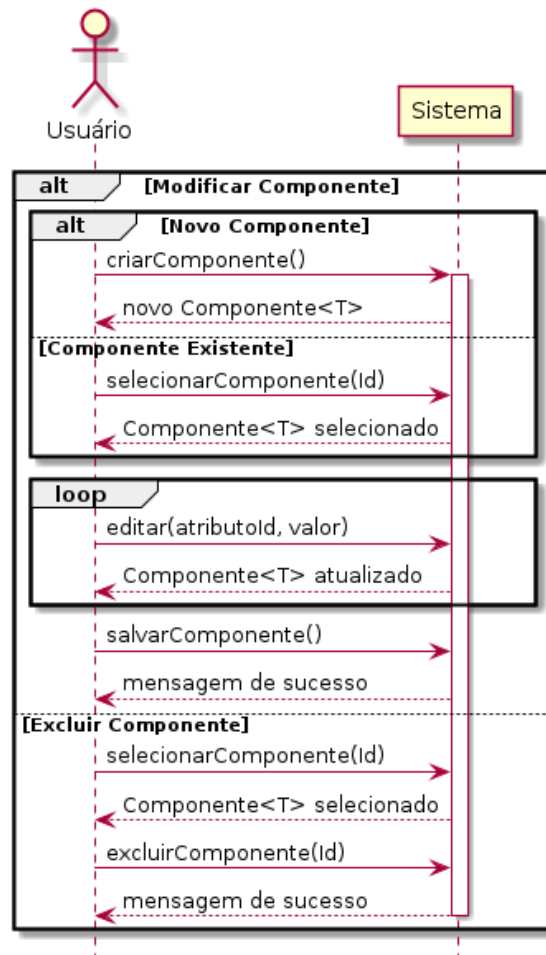 Usuário
Sistema
alt [Modificar Componente]
alt [Novo Componente]
criarComponente()
novo Componente<T>
[Componente Existente]
selecionarComponente(Id)
Componente<T> selecionado
loop
editar(atributoId, valor)
Componente<T> atualizado
salvarComponente()
mensagem de sucesso
[Excluir Componente]
selecionarComponente(Id)
Componente<T> selecionado
excluirComponente(Id)
mensagem de sucesso